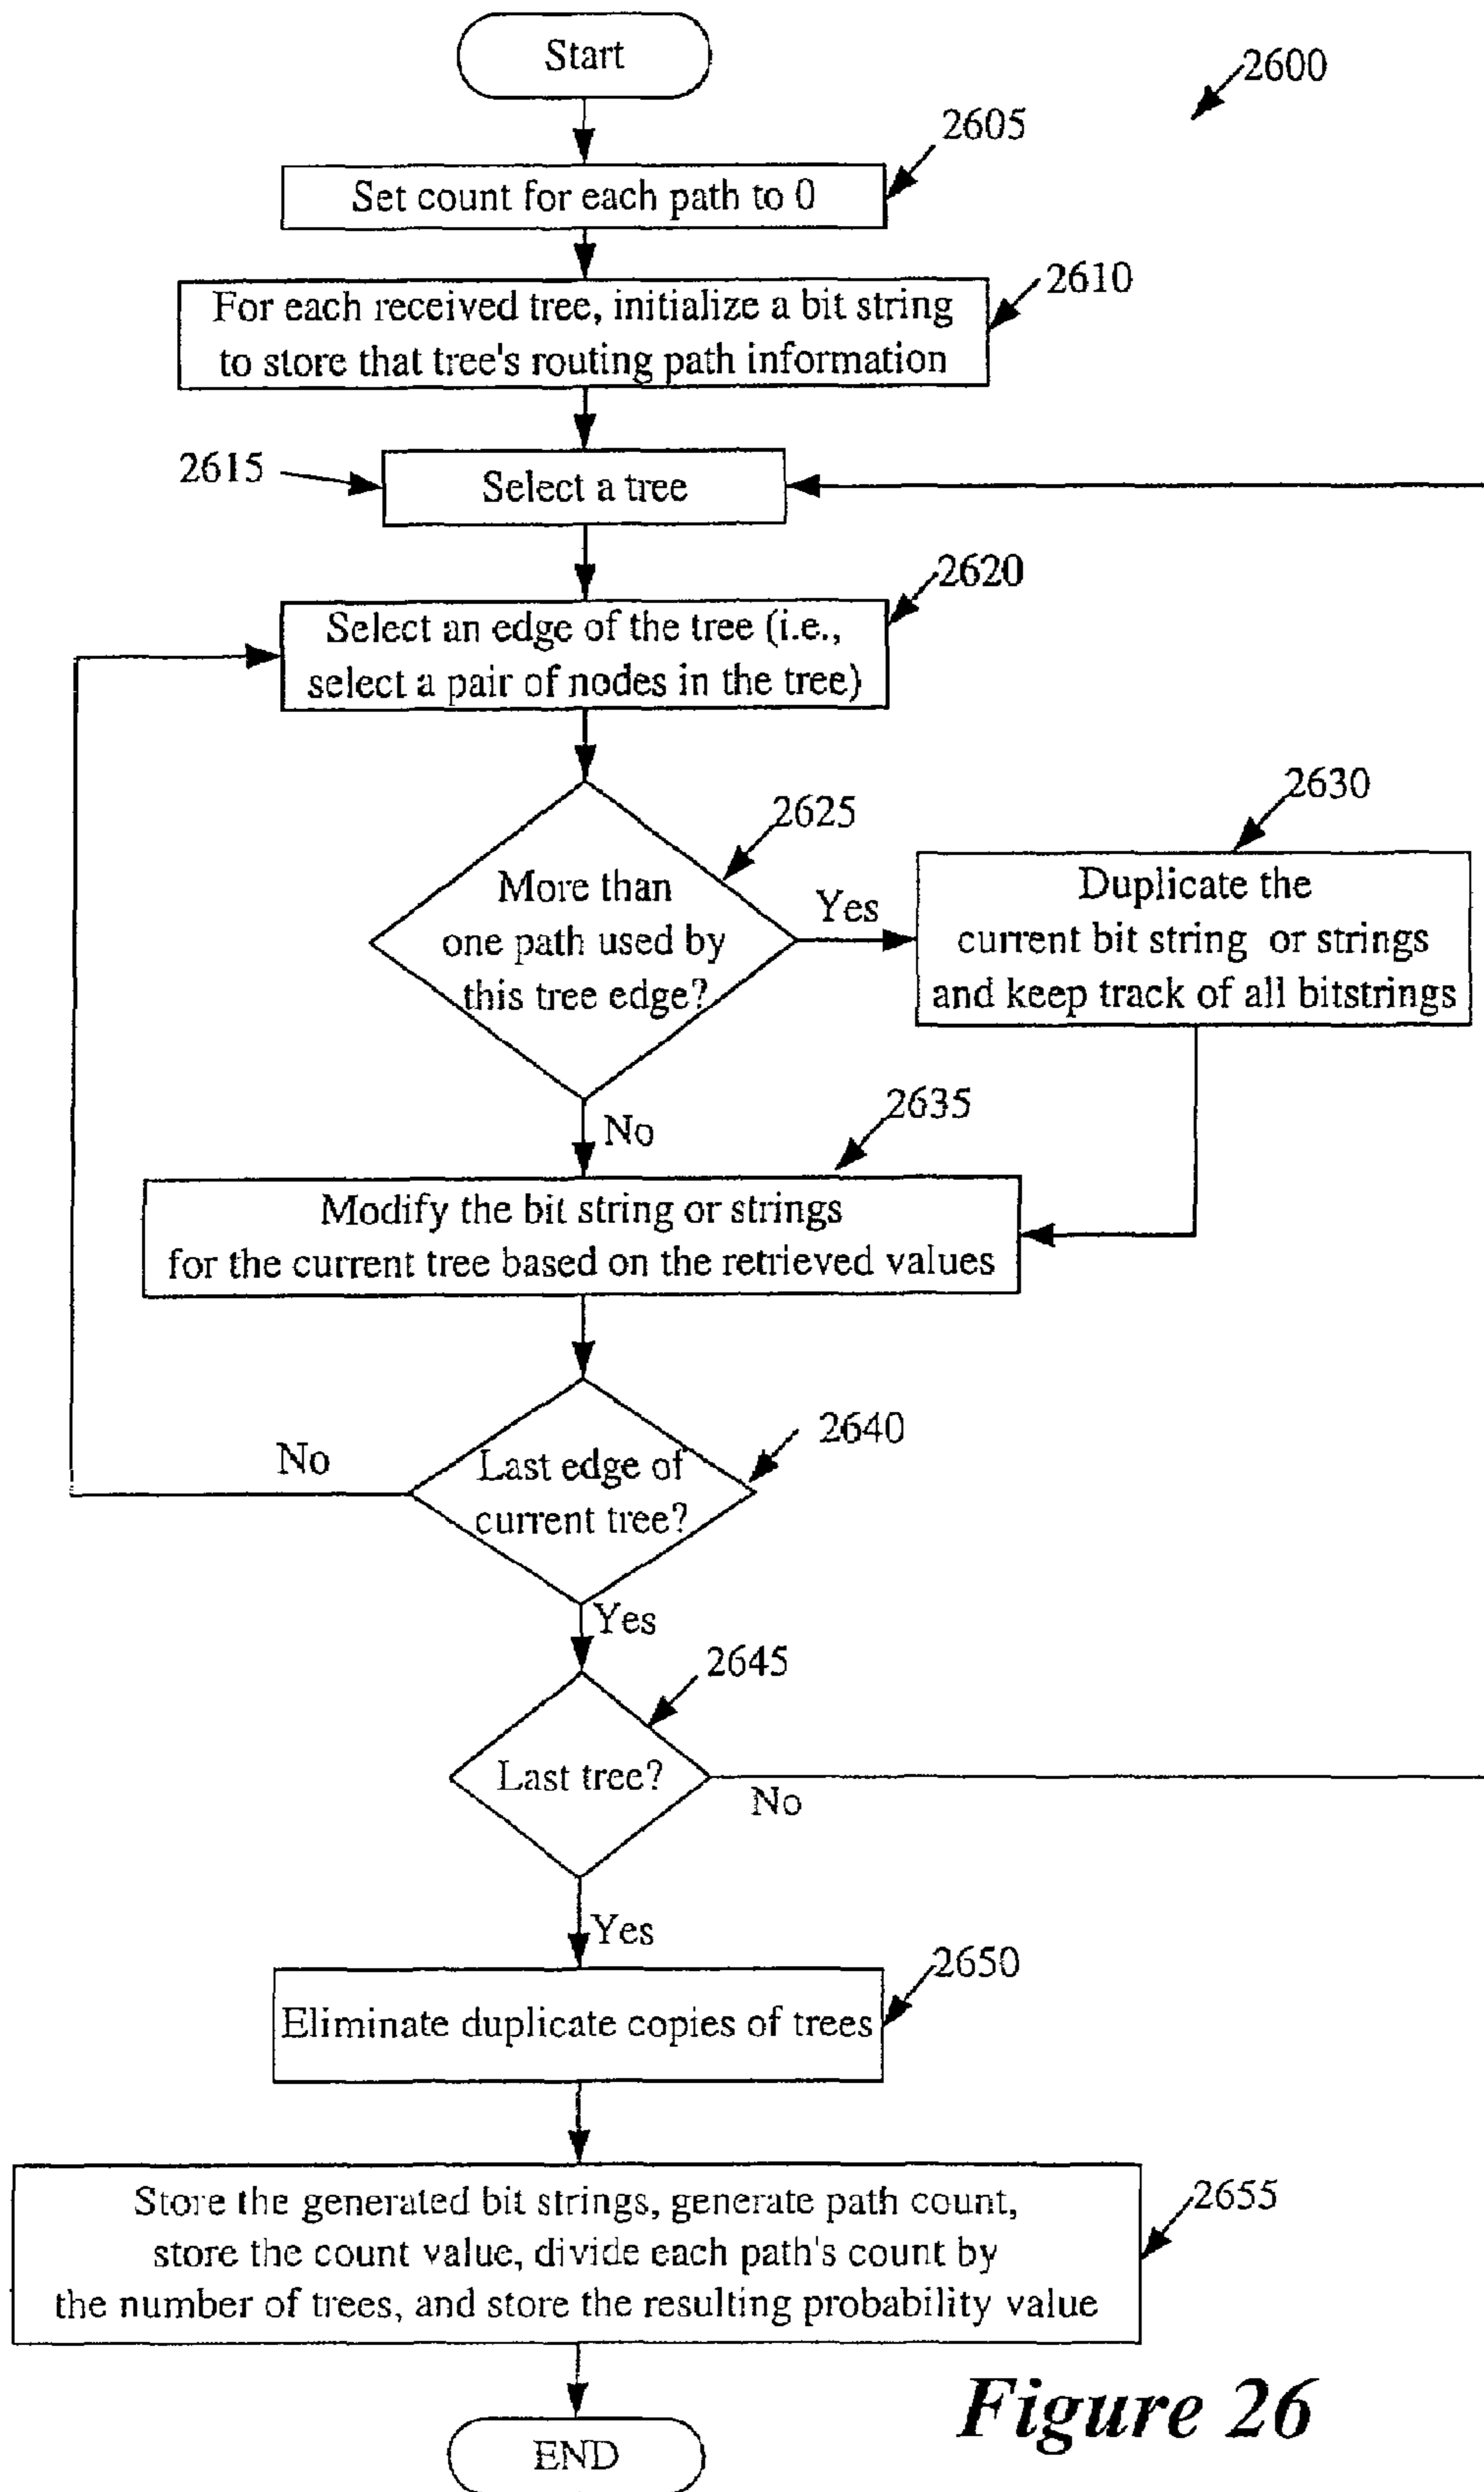 Start
2600
2605
Set count for each path to 0
2610
For each received tree, initialize a bit string
to store that tree's routing path information
2615
Select a tree
2620
Select an edge of the tree (i.e.,
select a pair of nodes in the tree)
2625
2630
More than
one path used by
this tree edge?
Yes
Duplicate the
current bit string or strings
and keep track of all bitstrings
No
2635
Modify the bit string or strings
for the current tree based on the retrieved values
2640
No
Last edge of
current tree?
Yes
2645
Last tree?
No
Yes
2650
Eliminate duplicate copies of trees
2655
Store the generated bit strings, generate path count,
store the count value, divide each path's count by
the number of trees, and store the resulting probability value
Figure 26
END